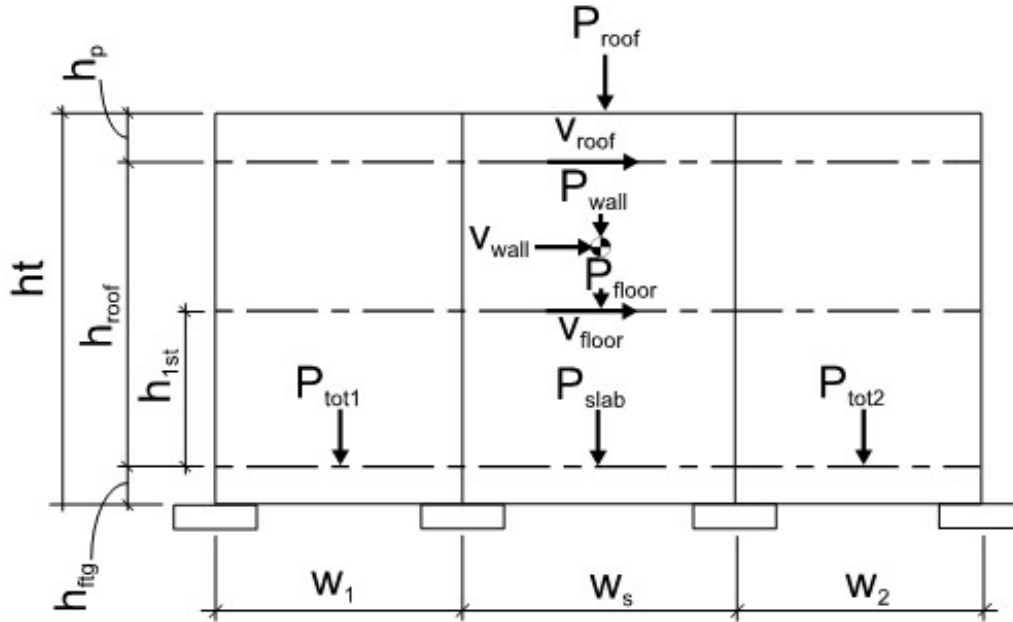 P_roof
h_p
V_roof
P_wall
V_wall
ht
h_roof
P_floor
V_floor
h_1st
P_tot1
P_slab
P_tot2
h_ftg
w_1
w_s
w_2